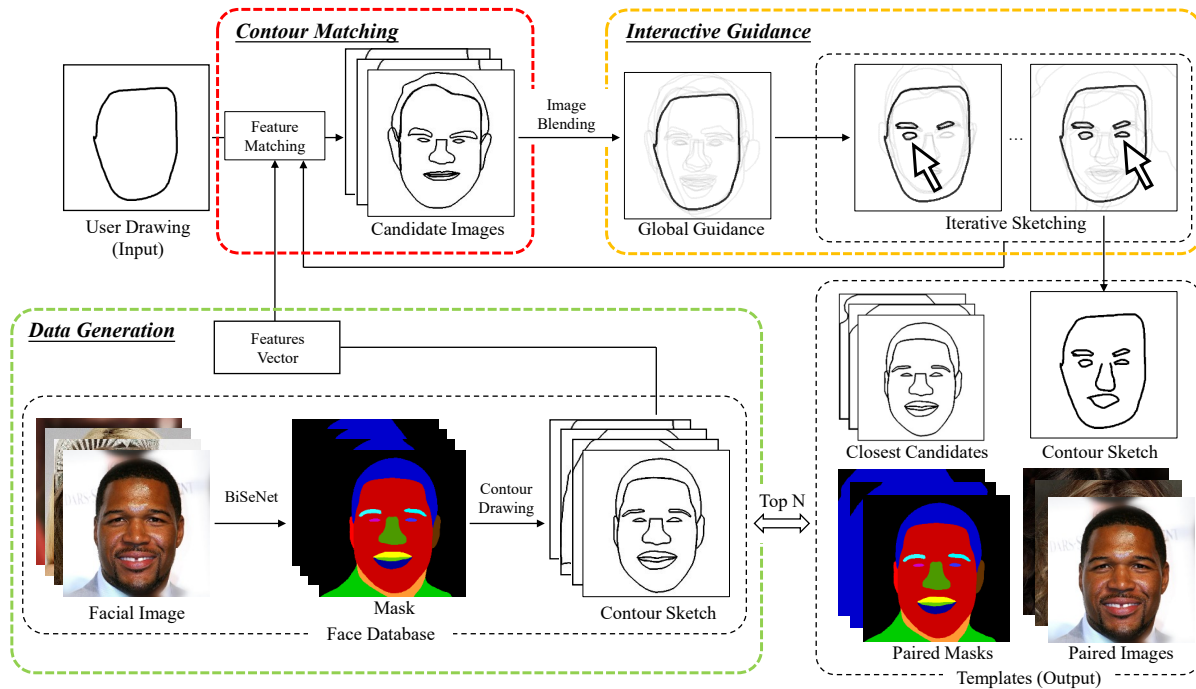 Contour Matching
Interactive Guidance
Feature
Matching
Image
Blending
...
User Drawing
(Input)
Candidate Images
Global Guidance
Iterative Sketching
Data Generation
Features
Vector
BiSeNet
Contour
Drawing
Facial Image
Mask
Contour Sketch
Face Database
Top N
Closest Candidates
Contour Sketch
Paired Masks
Paired Images
Templates (Output)